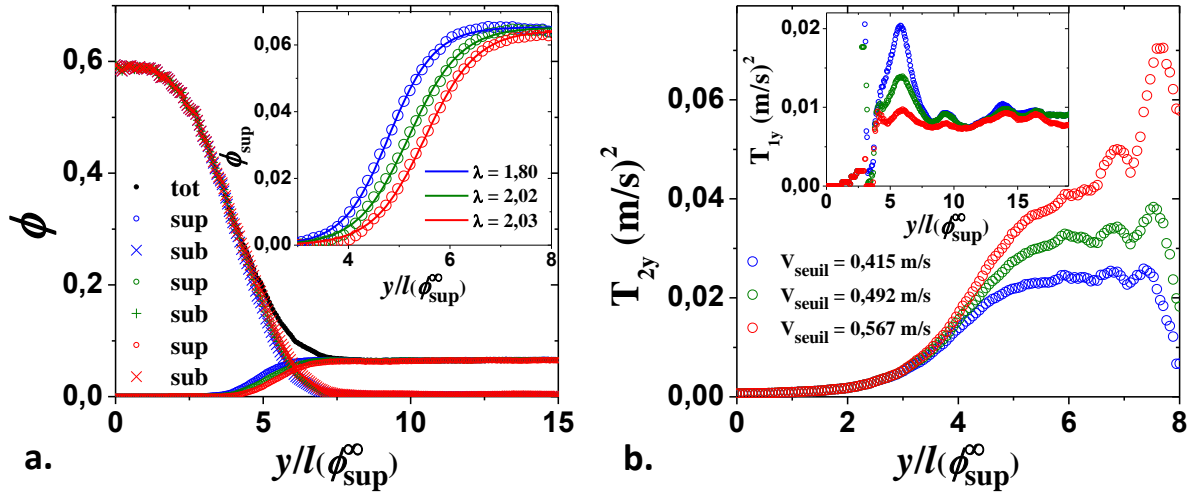 0,6
0,4
0,2
0,0
ϕ
0 5 10 15
y/l(ϕ∞sup)
tot
sup
sub
sup
sub
sup
sub
0,06
0,04
0,02
0,00
ϕsup
4 6 8
y/l(ϕ∞sup)
λ = 1,80
λ = 2,02
λ = 2,03
a.
0,06
0,04
0,02
0,00
T2y (m/s)2
0 2 4 6 8
y/l(ϕ∞sup)
0,02
0,01
0,00
T1y (m/s)2
0 5 10 15
y/l(ϕ∞sup)
Vseuil = 0,415 m/s
Vseuil = 0,492 m/s
Vseuil = 0,567 m/s
b.